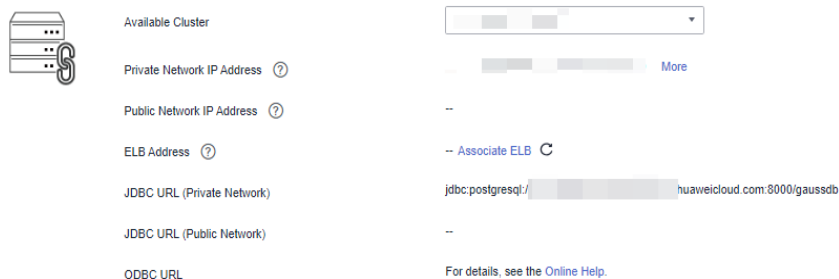 Available Cluster
Private Network IP Address ? More
Public Network IP Address ? --
ELB Address ? -- Associate ELB
JDBC URL (Private Network) jdbc:postgresql:/ huaweicloud.com:8000/gaussdb
JDBC URL (Public Network) --
ODBC URL For details, see the Online Help.